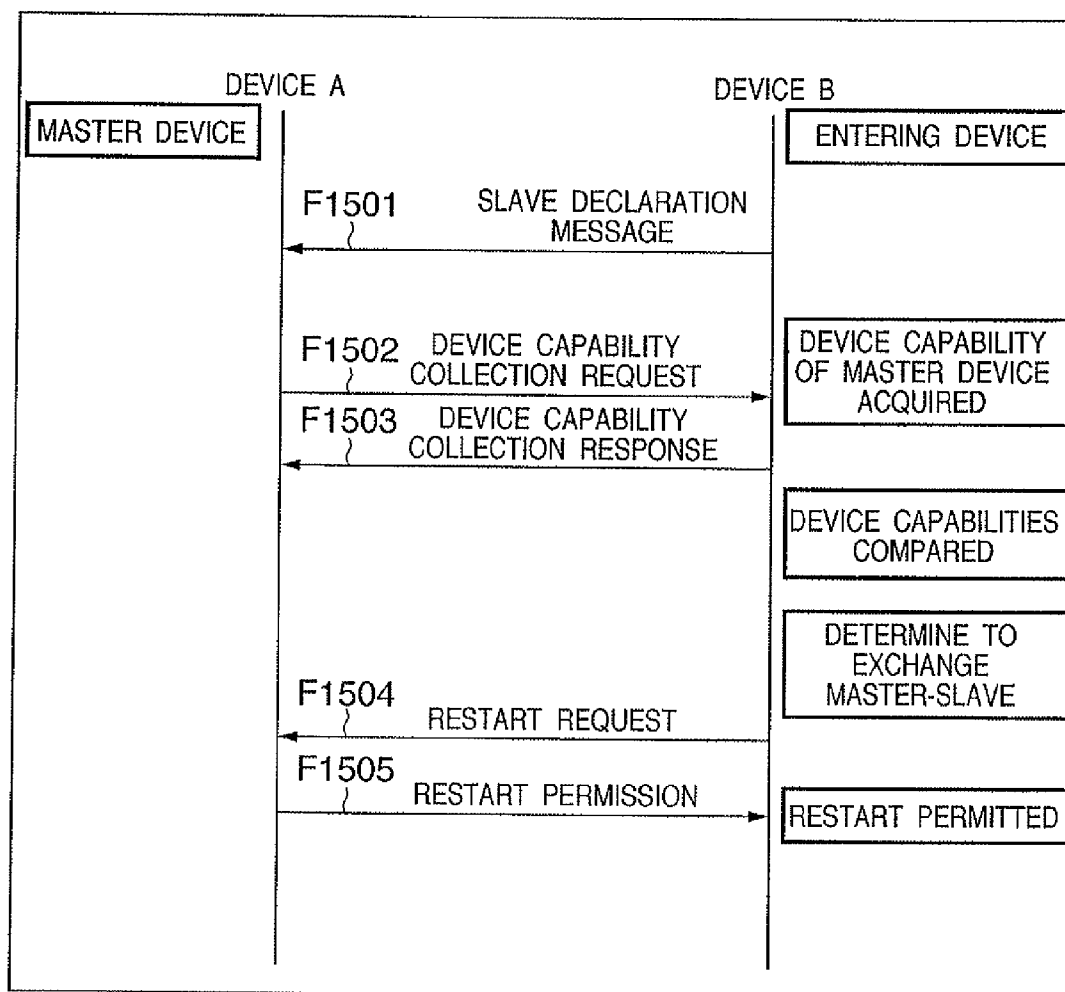 DEVICE A
DEVICE B
MASTER DEVICE
ENTERING DEVICE
F1501
SLAVE DECLARATION
MESSAGE
F1502
DEVICE CAPABILITY
COLLECTION REQUEST
DEVICE CAPABILITY
OF MASTER DEVICE
ACQUIRED
F1503
DEVICE CAPABILITY
COLLECTION RESPONSE
DEVICE CAPABILITIES
COMPARED
DETERMINE TO
EXCHANGE
MASTER-SLAVE
F1504
RESTART REQUEST
F1505
RESTART PERMISSION
RESTART PERMITTED